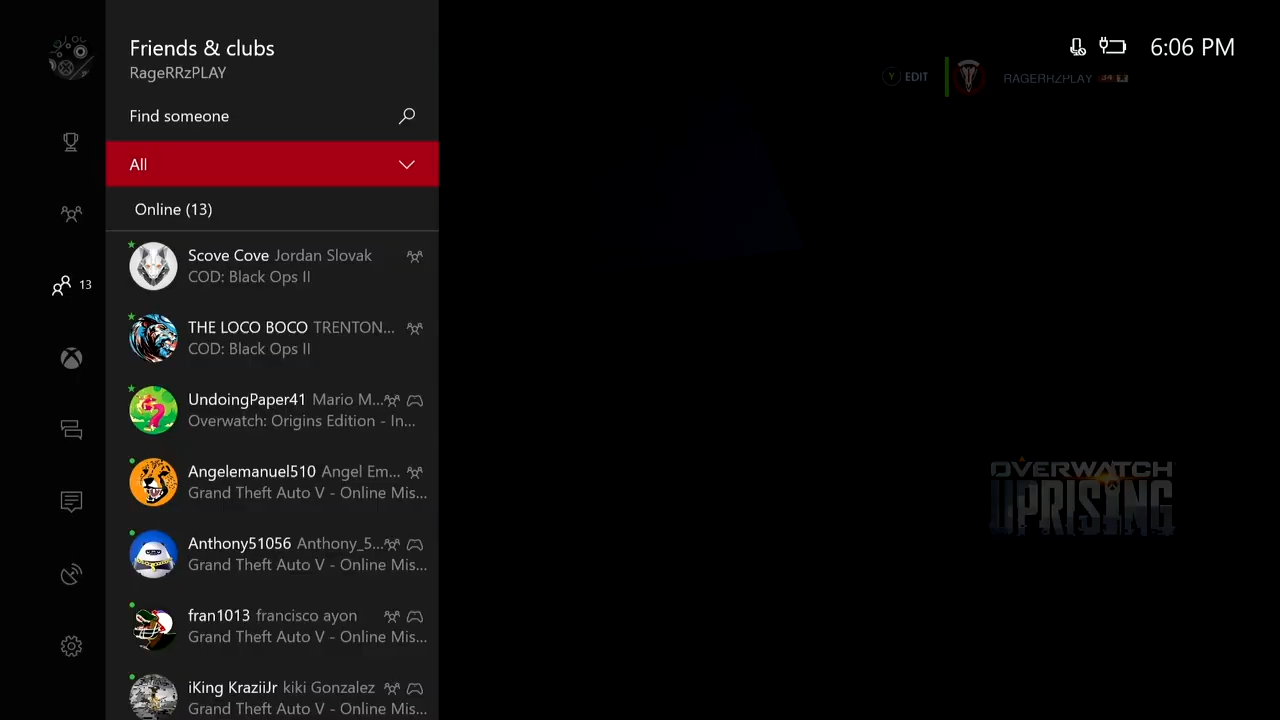 Friends & clubs
RageRRzPLAY
Find someone
All
Online (13)
Scove Cove Jordan Slovak
COD: Black Ops II
THE LOCO BOCO TRENTON...
COD: Black Ops II
13
UndoingPaper41 Mario M...
Overwatch: Origins Edition - In...
Angelemanuel510 Angel Em...
Grand Theft Auto V - Online Mis...
Anthony51056 Anthony_5...
Grand Theft Auto V - Online Mis...
fran1013 francisco ayon
Grand Theft Auto V - Online Mis...
iKing KraziiJr kiki Gonzalez
Grand Theft Auto V - Online Mis...
6:06 PM
Y EDIT
RAGERRZPLAY
OVERWATCH
UPRISING